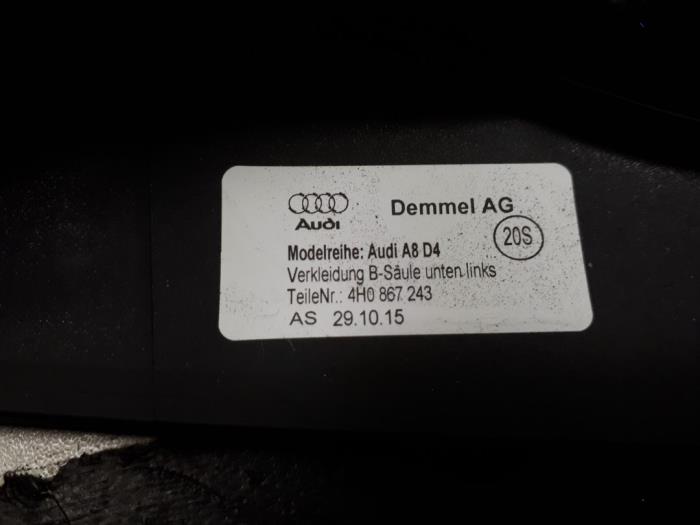 Audi
Demmel AG
20S
Modelreihe: Audi A8 D4
Verkleidung B-Säule unten links
TeileNr.: 4H0 867 243
AS 29.10.15